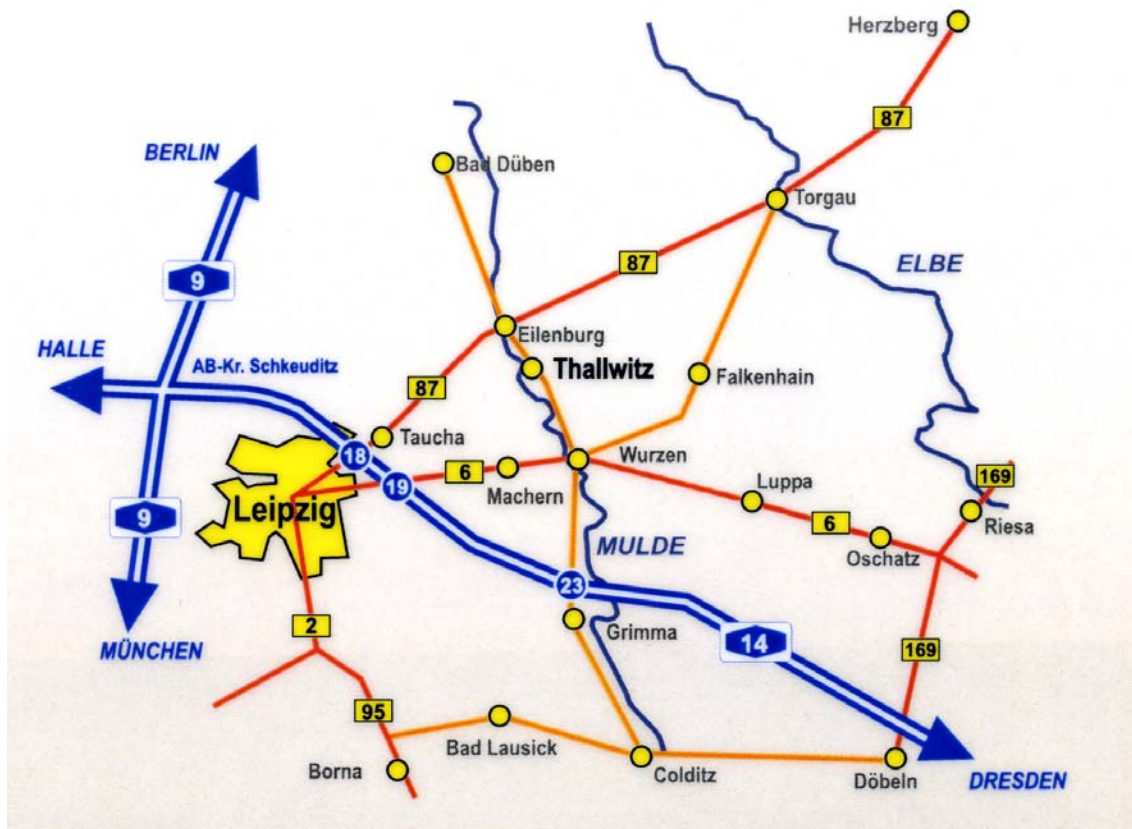 Herzberg
87
BERLIN
Bad Düben
Torgau
ELBE
9
87
Eilenburg
HALLE
AB-Kr. Schkeuditz
Thallwitz
Falkenhain
87
Taucha
18
Wurzen
6
19
Machern
Luppa
169
Leipzig
9
6
Riesa
Oschatz
MULDE
23
2
Grimma
MÜNCHEN
14
169
95
Bad Lausick
Borna
Colditz
Döbeln
DRESDEN